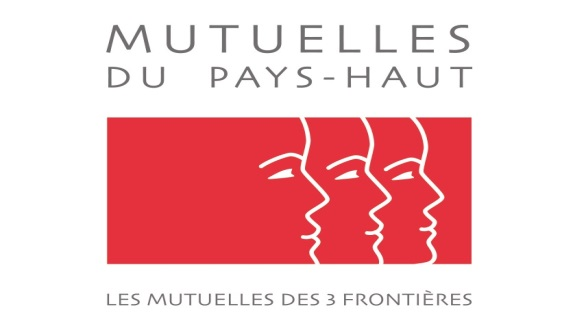 MUTUELLES
DU PAYS-HAUT
LES MUTUELLES DES 3 FRONTIÈRES